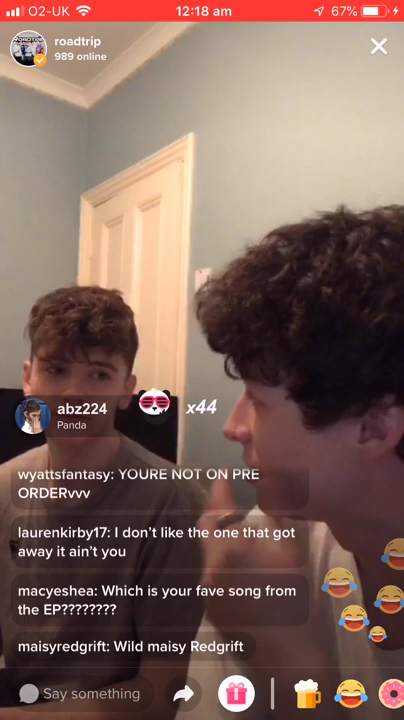 O2-UK
12:18 am
67%
roadtrip
989 online
abz224
Panda
x44
wyattsfantasy: YOURE NOT ON PRE
ORDERvvv
laurenkirby17: I don't like the one that got
away it ain't you
macyeshea: Which is your fave song from
the EP????????
maisyredgrift: Wild maisy Redgrift
Say something